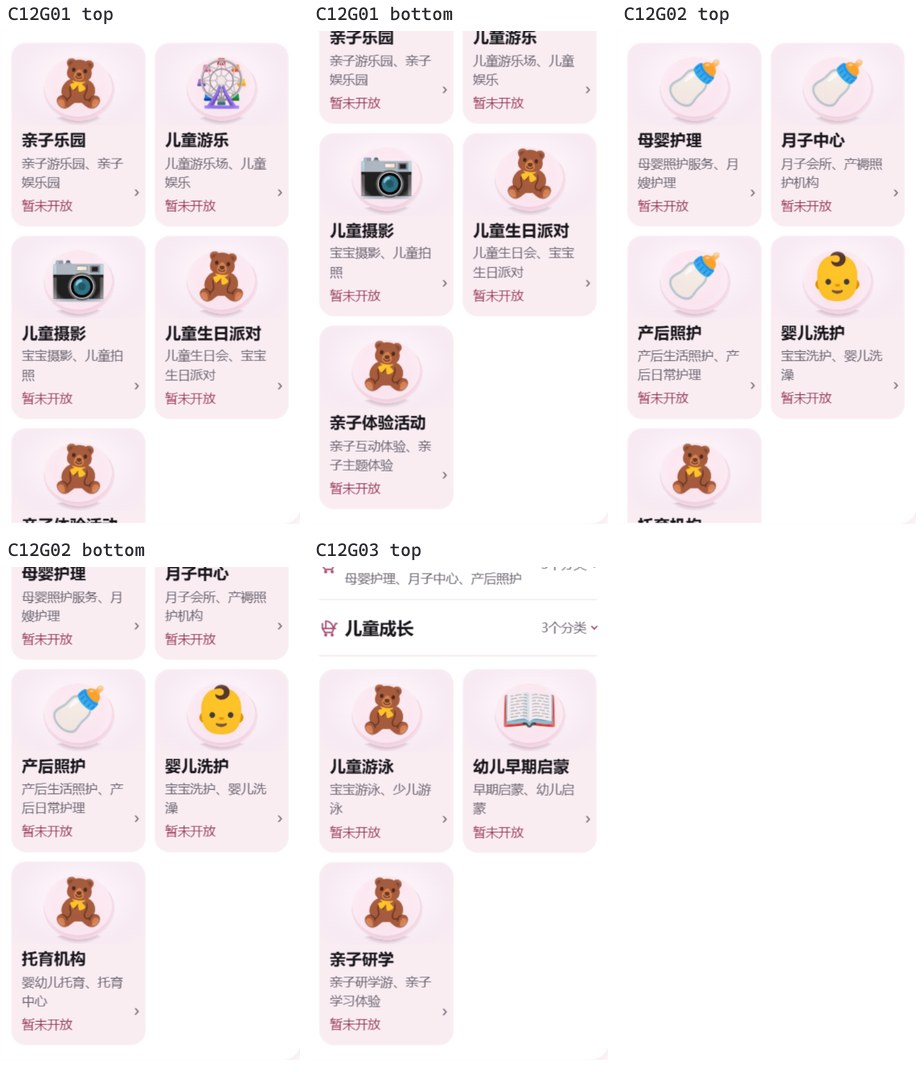 C12G01 top
亲子乐园
亲子游乐园、亲子
娱乐园
暂未开放
儿童游乐
儿童游乐场、儿童
娱乐
暂未开放
儿童摄影
宝宝摄影、儿童拍
照
暂未开放
儿童生日派对
儿童生日会、宝宝
生日派对
暂未开放
亲子体验活动
C12G01 bottom
亲子乐园
亲子游乐园、亲子
娱乐园
暂未开放
儿童游乐
儿童游乐场、儿童
娱乐
暂未开放
儿童摄影
宝宝摄影、儿童拍
照
暂未开放
儿童生日派对
儿童生日会、宝宝
生日派对
暂未开放
亲子体验活动
亲子互动体验、亲
子主题体验
暂未开放
C12G02 top
母婴护理
母婴照护服务、月
嫂护理
暂未开放
月子中心
月子会所、产褥照
护机构
暂未开放
产后照护
产后生活照护、产
后日常护理
暂未开放
婴儿洗护
宝宝洗护、婴儿洗
澡
暂未开放
托育机构
C12G02 bottom
母婴护理
母婴照护服务、月
嫂护理
暂未开放
月子中心
月子会所、产褥照
护机构
暂未开放
产后照护
产后生活照护、产
后日常护理
暂未开放
婴儿洗护
宝宝洗护、婴儿洗
澡
暂未开放
托育机构
婴幼儿托育、托育
中心
暂未开放
C12G03 top
母婴护理、月子中心、产后照护
儿童成长
3个分类
儿童游泳
宝宝游泳、少儿游
泳
暂未开放
幼儿早期启蒙
早期启蒙、幼儿启
蒙
暂未开放
亲子研学
亲子研学游、亲子
学习体验
暂未开放